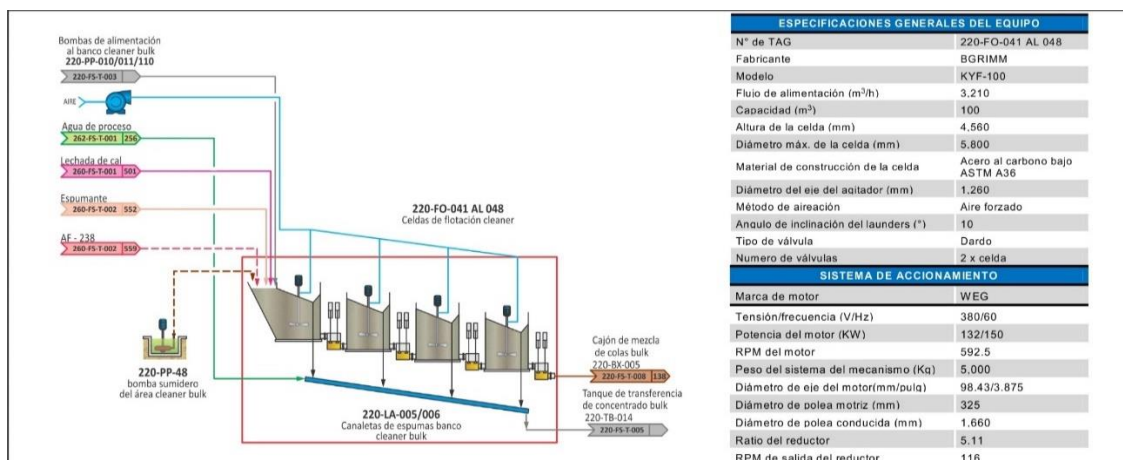 Bombas de alimentación
al banco cleaner bulk
220-PP-010/011/110
220-FS-T-003
AIRE
Agua de proceso
262-FS-T-001 256
Lechada de cal
260-FS-T-001 501
Espumante
260-FS-T-002 552
AF - 238
260-FS-T-002 559
220-PP-48
bomba sumidero
del área cleaner bulk
220-FO-041 AL 048
Celdas de flotación cleaner
220-LA-005/006
Canaletas de espumas banco
cleaner bulk
Cajón de mezcla
de colas bulk
220-BX-005
220-FS-T-008 138
Tanque de transferencia
de concentrado bulk
220-TB-014
220-FS-T-005
ESPECIFICACIONES GENERALES DEL EQUIPO
N° de TAG 220-FO-041 AL 048
Fabricante BGRIMM
Modelo KYF-100
Flujo de alimentación (m³/h) 3,210
Capacidad (m³) 100
Altura de la celda (mm) 4,560
Diámetro máx. de la celda (mm) 5,800
Material de construcción de la celda Acero al carbono bajo
ASTM A36
Diámetro del eje del agitador (mm) 1,260
Método de aireación Aire forzado
Angulo de inclinación del launders (°) 10
Tipo de válvula Dardo
Numero de válvulas 2 x celda
SISTEMA DE ACCIONAMIENTO
Marca de motor WEG
Tensión/frecuencia (V/Hz) 380/60
Potencia del motor (KW) 132/150
RPM del motor 592.5
Peso del sistema del mecanismo (Kg) 5,000
Diámetro de eje del motor(mm/pulg) 98.43/3.875
Diámetro de polea motriz (mm) 325
Diámetro de polea conducida (mm) 1,660
Ratio del reductor 5.11
RPM de salida del reductor 116